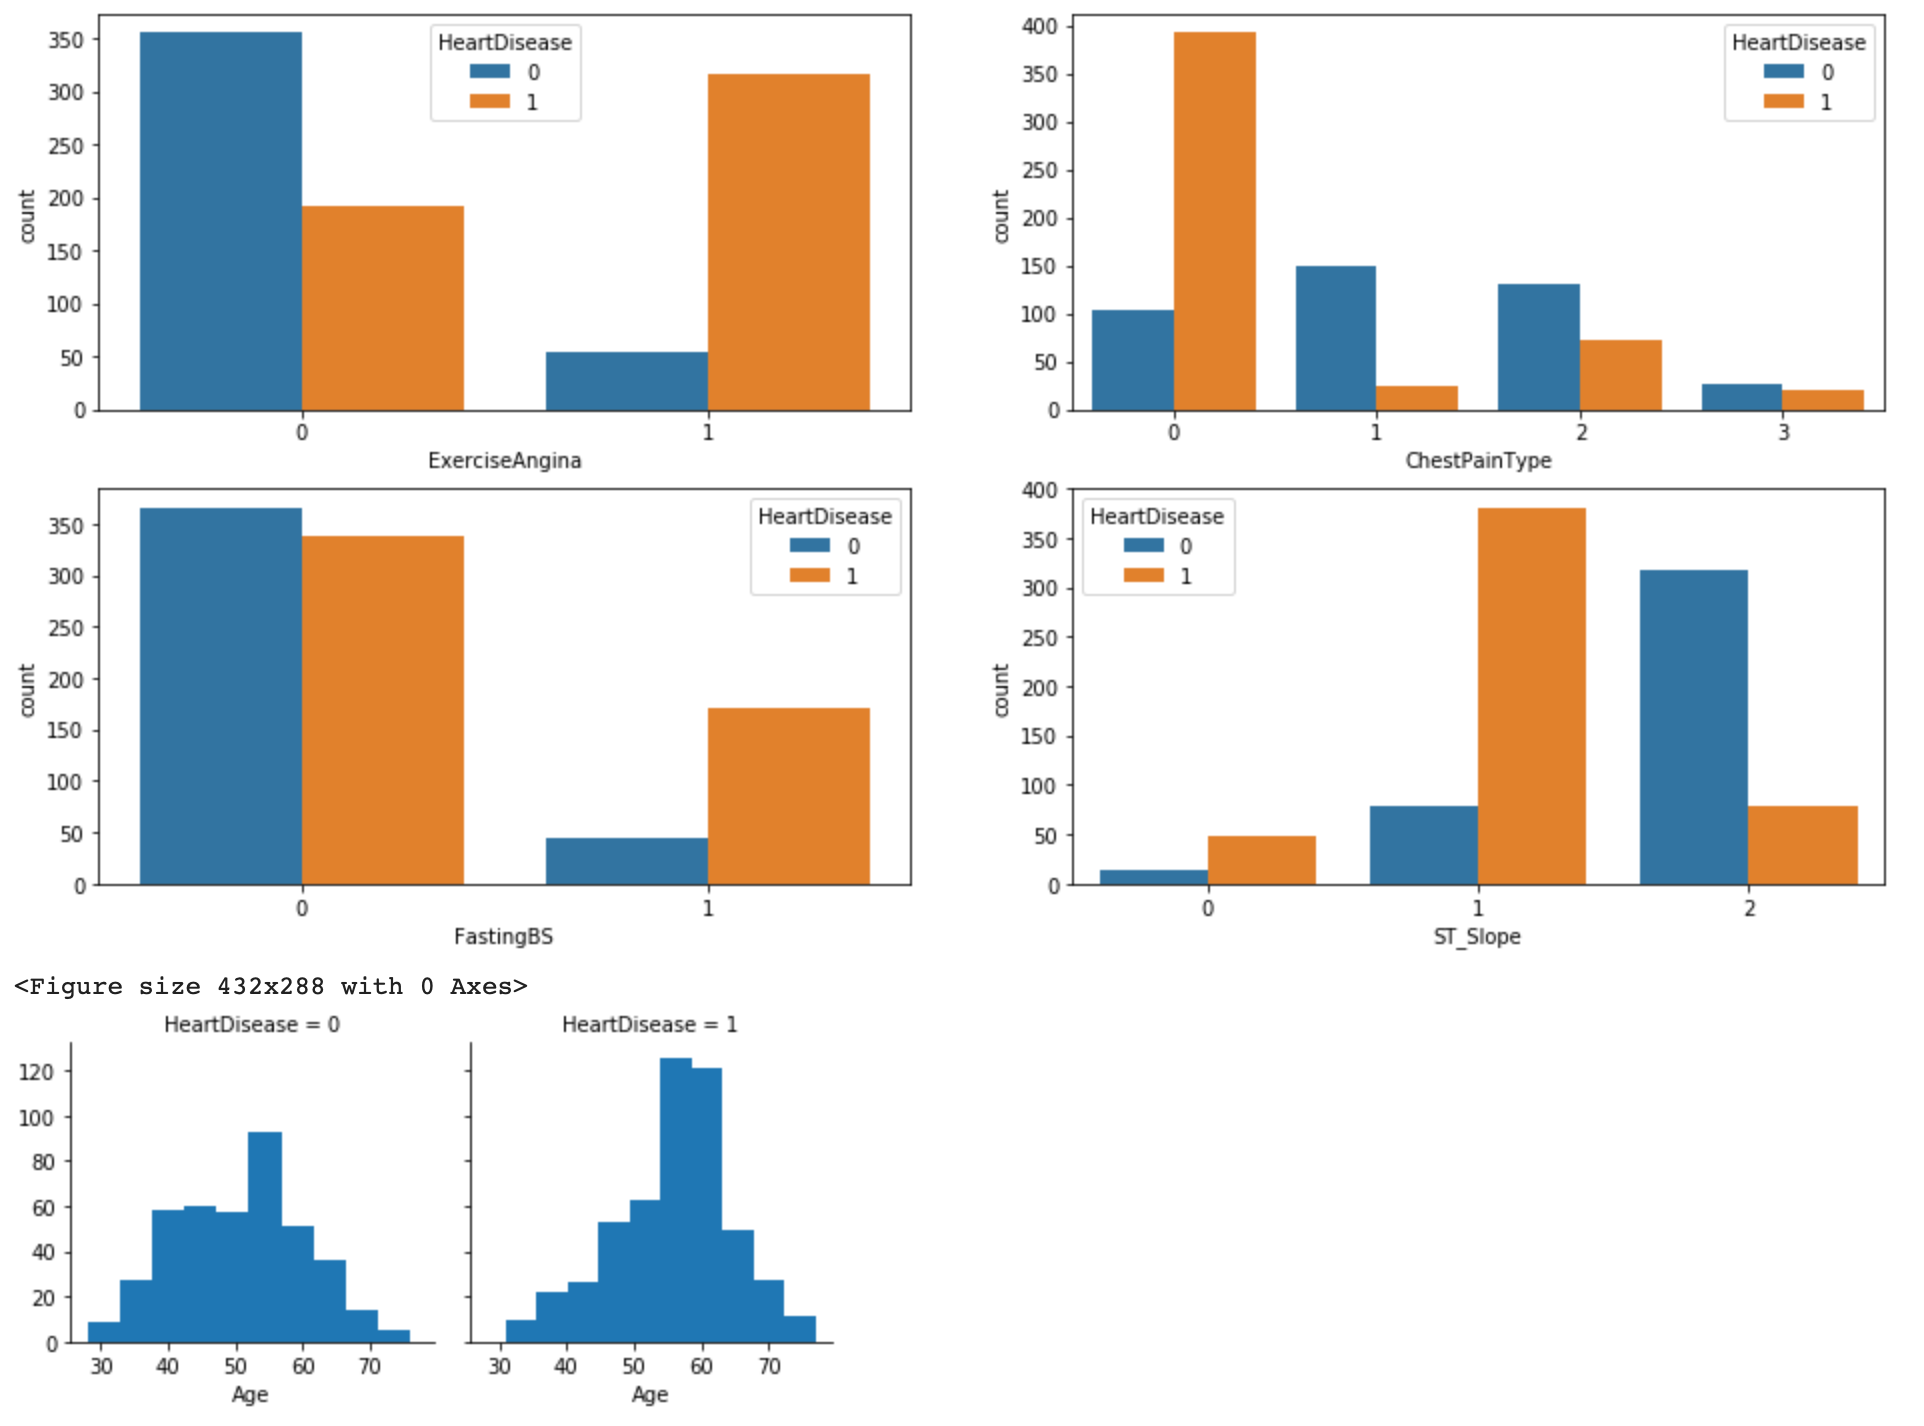 350
300
250
200
150
100
50
0
count
HeartDisease
0
1
0 1
ExerciseAngina
400
350
300
250
200
150
100
50
0
count
HeartDisease
0
1
0 1 2 3
ChestPainType
350
300
250
200
150
100
50
0
count
HeartDisease
0
1
0 1
FastingBS
400
350
300
250
200
150
100
50
0
count
HeartDisease
0
1
0 1 2
ST_Slope
<Figure size 432x288 with 0 Axes>
HeartDisease = 0
120
100
80
60
40
20
0
30 40 50 60 70
Age
HeartDisease = 1
30 40 50 60 70
Age